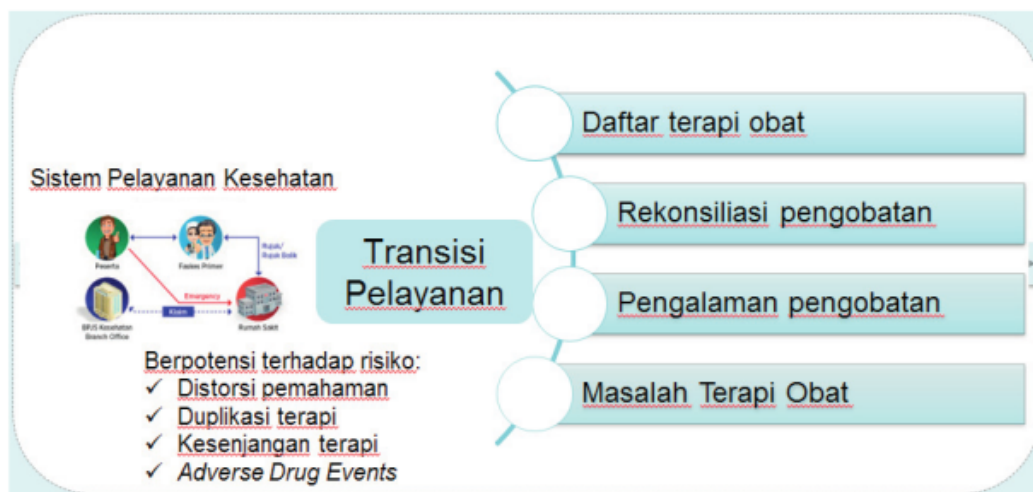 Sistem Pelayanan Kesehatan
Peserta
Faskes Primer
Rujuk/
Rujuk Balik
Emergency
Klaim
BPJS Kesehatan
Branch Office
Rumah Sakit
Berpotensi terhadap risiko:
✓ Distorsi pemahaman
✓ Duplikasi terapi
✓ Kesenjangan terapi
✓ Adverse Drug Events
Transisi
Pelayanan
Daftar terapi obat
Rekonsiliasi pengobatan
Pengalaman pengobatan
Masalah Terapi Obat